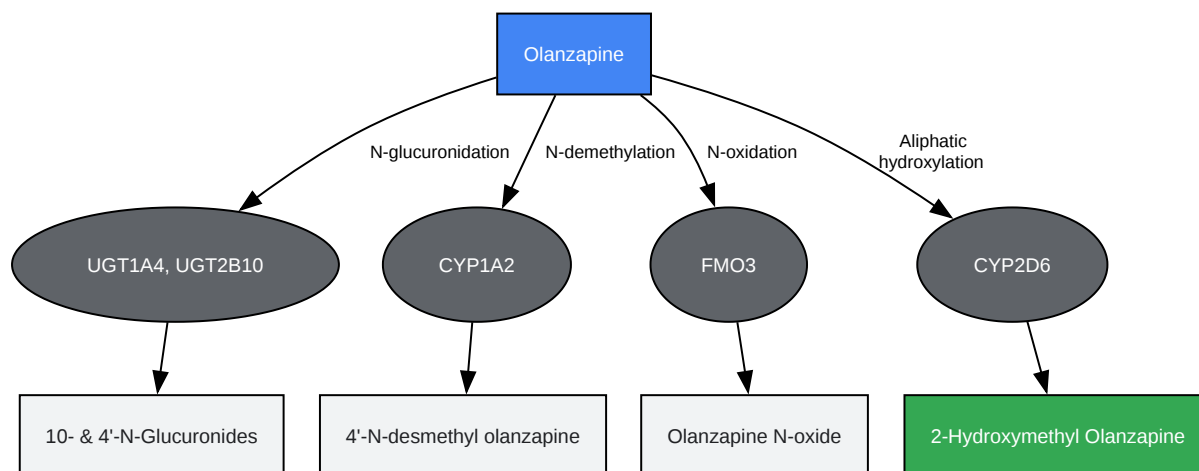 Olanzapine
N-glucuronidation
N-demethylation
N-oxidation
Aliphatic
hydroxylation
UGT1A4, UGT2B10
CYP1A2
FMO3
CYP2D6
10- & 4'-N-Glucuronides
4'-N-desmethyl olanzapine
Olanzapine N-oxide
2-Hydroxymethyl Olanzapine